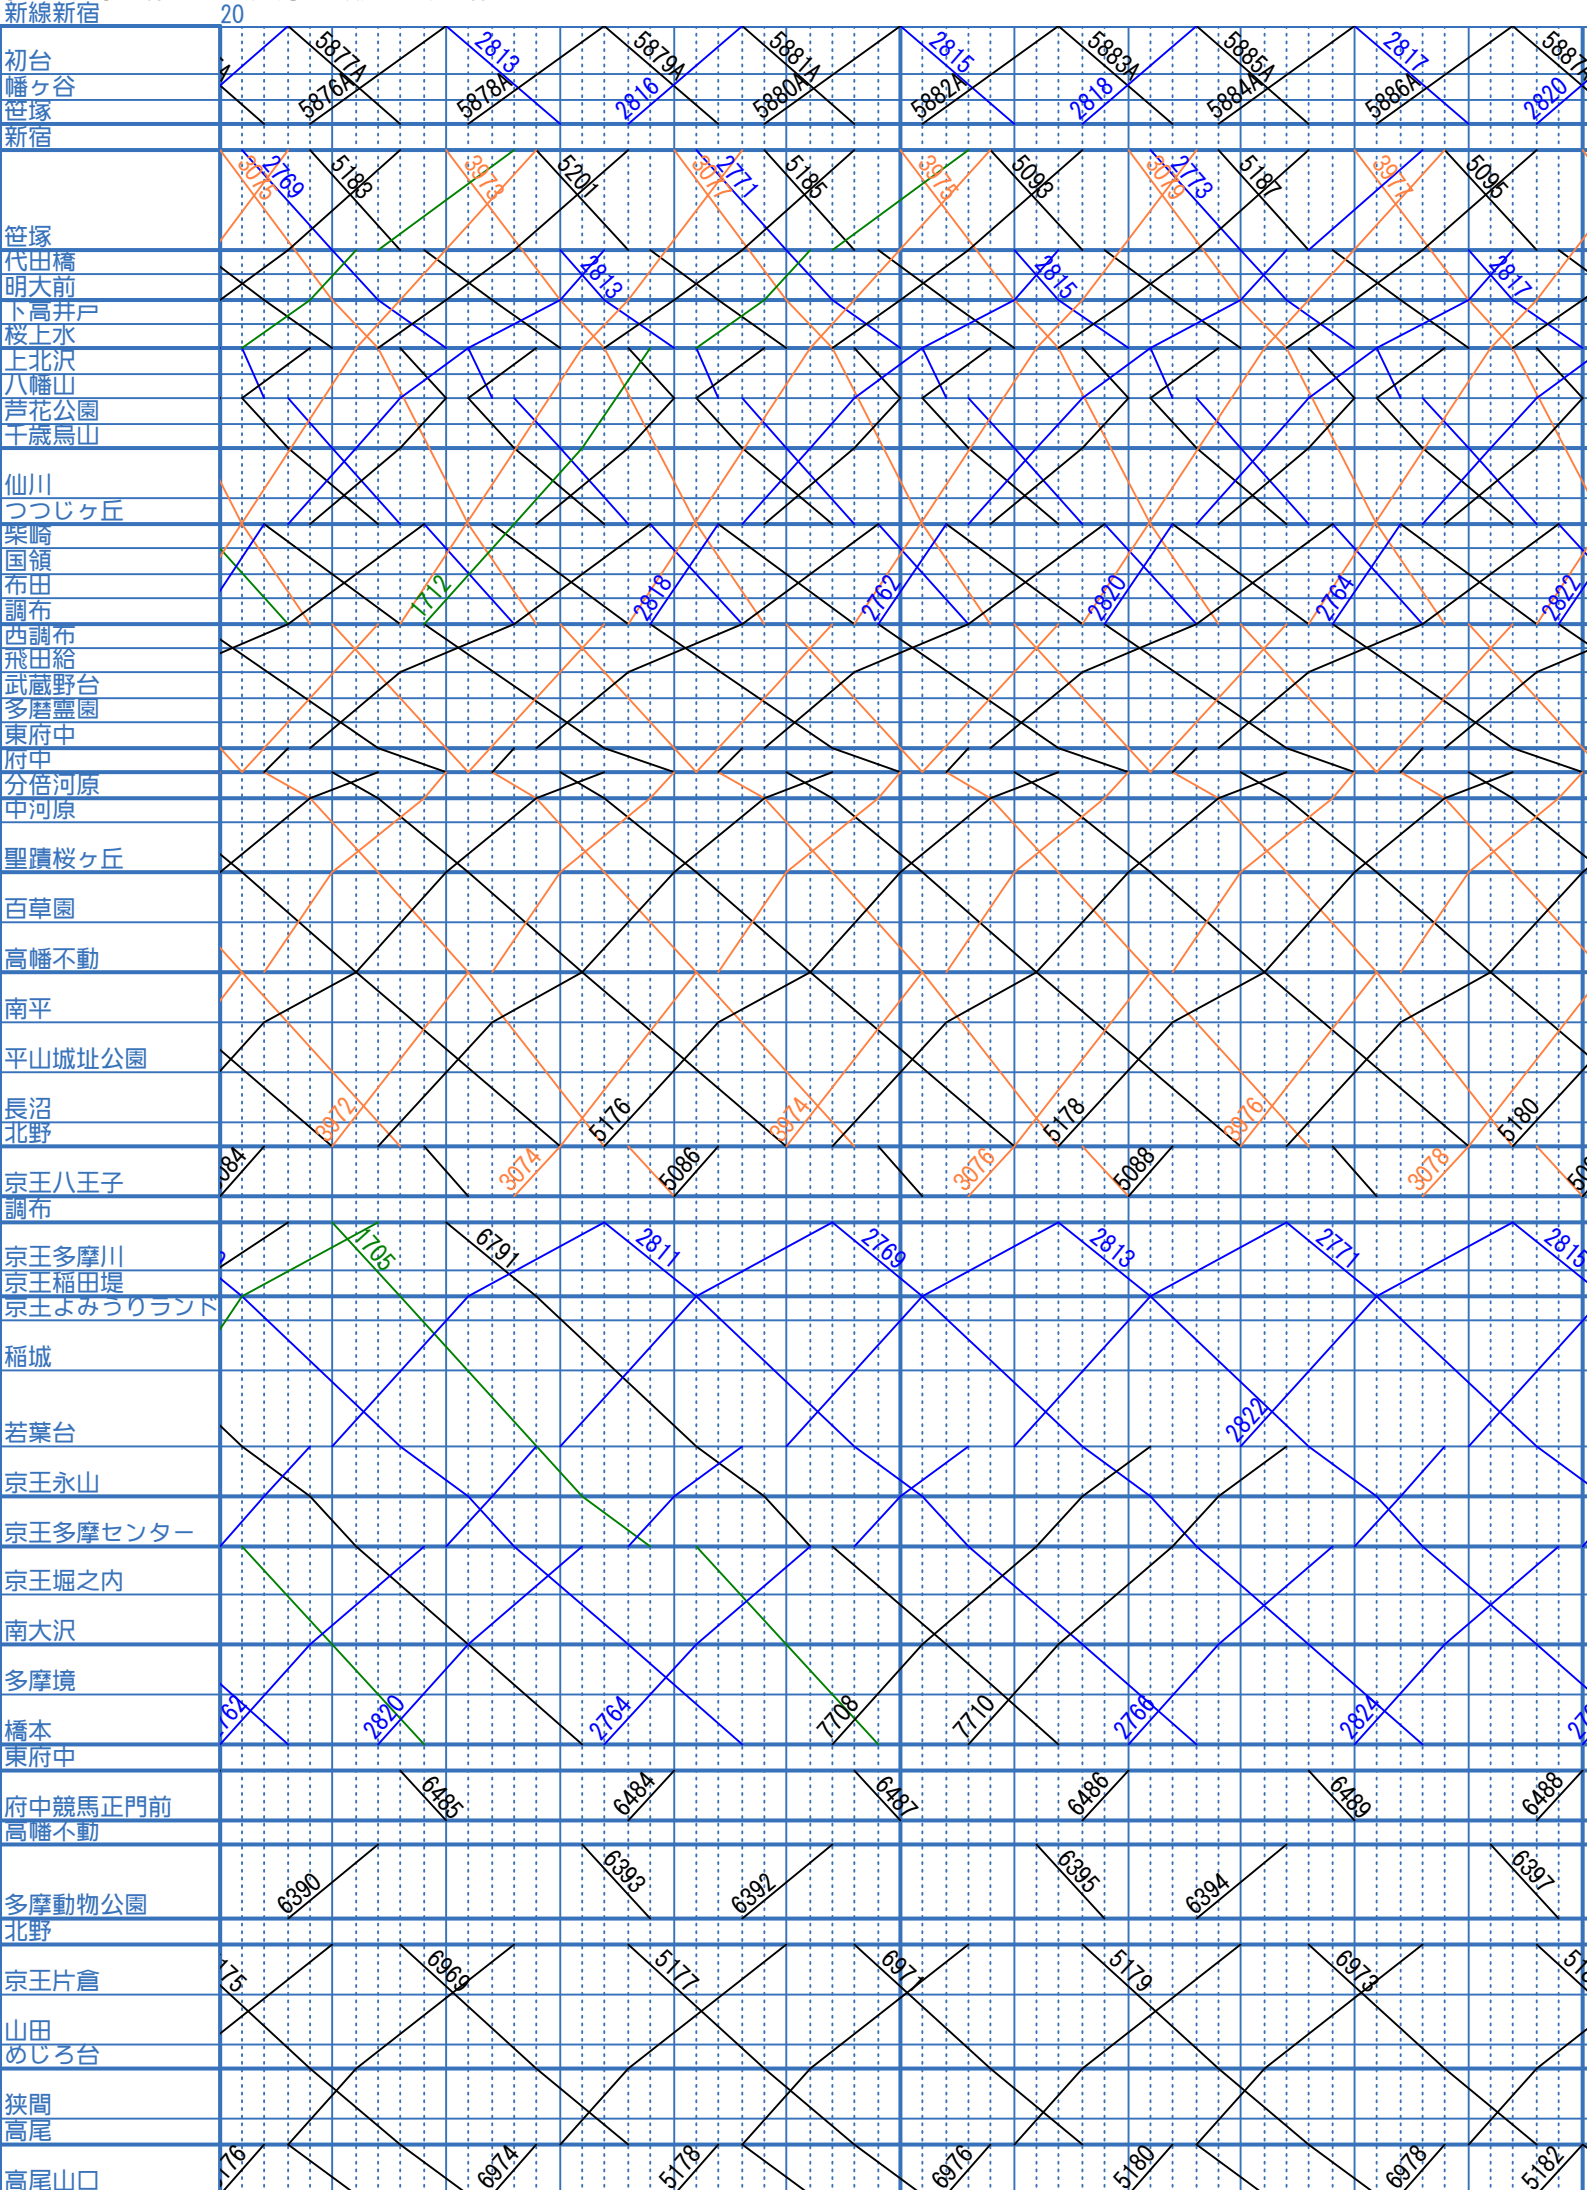 新線新宿 20
初台 5877A 2813 5879A 5881A 2815 5883A 5885A 2817 5887A
幡ヶ谷 5876A 5878A 2816 5880A 5882A 2818 5884A 5886A 2820
笹塚
新宿
3075 2769 5183 3973 5201 3077 2771 5185 3975 5093 3079 2773 5187 3977 5095
笹塚
代田橋
明大前 2813 2815 2817
下高井戸
桜上水
上北沢
八幡山
芦花公園
千歳烏山
仙川
つつじヶ丘
柴崎
国領
布田 1712 2818 2762 2820 2764 2822
調布
西調布
飛田給
武蔵野台
多磨霊園
東府中
府中
分倍河原
中河原
聖蹟桜ヶ丘
百草園
高幡不動
南平
平山城址公園
長沼 3972 5176 3974 5178 3976 5180
北野
京王八王子 084 3074 5086 3076 5088 3078
調布
京王多摩川 1705 6791 2811 2769 2813 2771 2815
京王稲田堤
京王よみうりランド
稲城
若葉台 2822
京王永山
京王多摩センター
京王堀之内
南大沢
多摩境
橋本 762 2820 2764 7708 7710 2766 2824
東府中
府中競馬正門前 6485 6484 6487 6486 6489 6488
高幡不動
多摩動物公園 6390 6393 6392 6395 6394 6397
北野
京王片倉 175 6969 5177 6971 5179 6973
山田
めじろ台
狭間
高尾
高尾山口 176 6974 5178 6976 5180 6978 5182